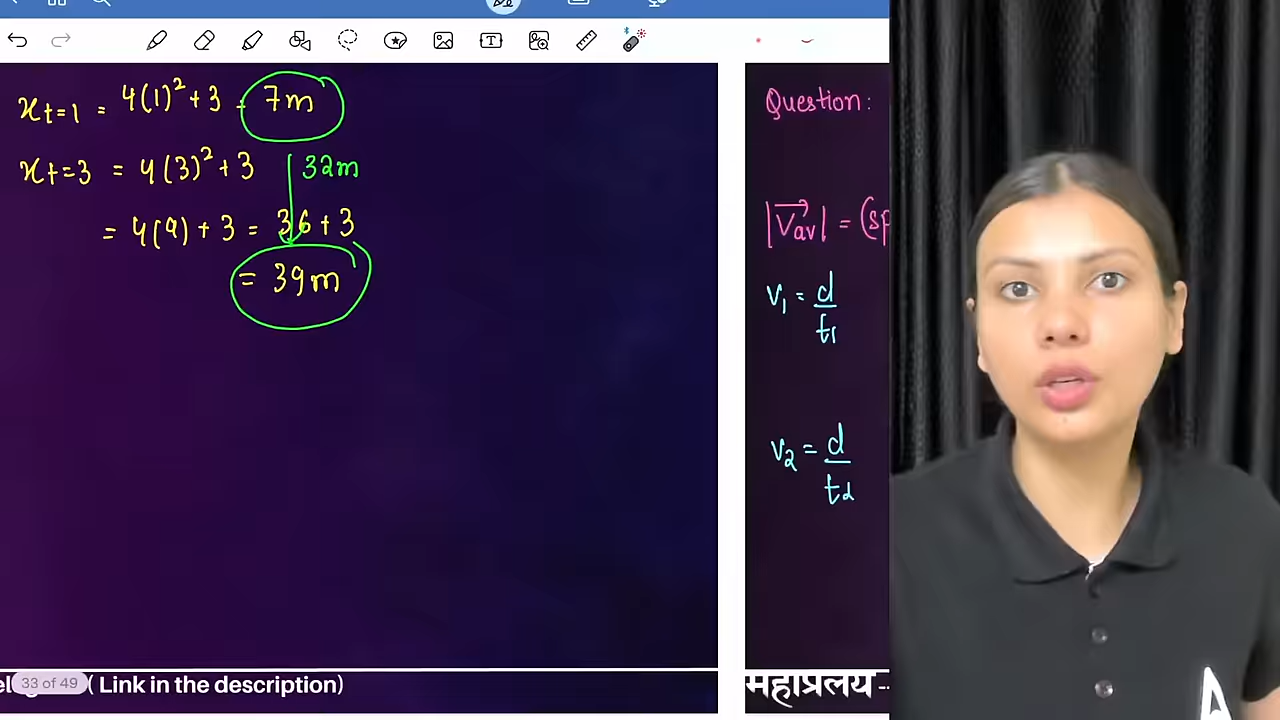 x t=1 = 4(1)² + 3 = 7m
x t=3 = 4(3)² + 3
32m
= 4(9) + 3 = 36 + 3
= 39m
33 of 49
( Link in the description)
Question:
|V⃗av| = (sp
v₁ = d/t₁
v₂ = d/t₂
महाप्रलय